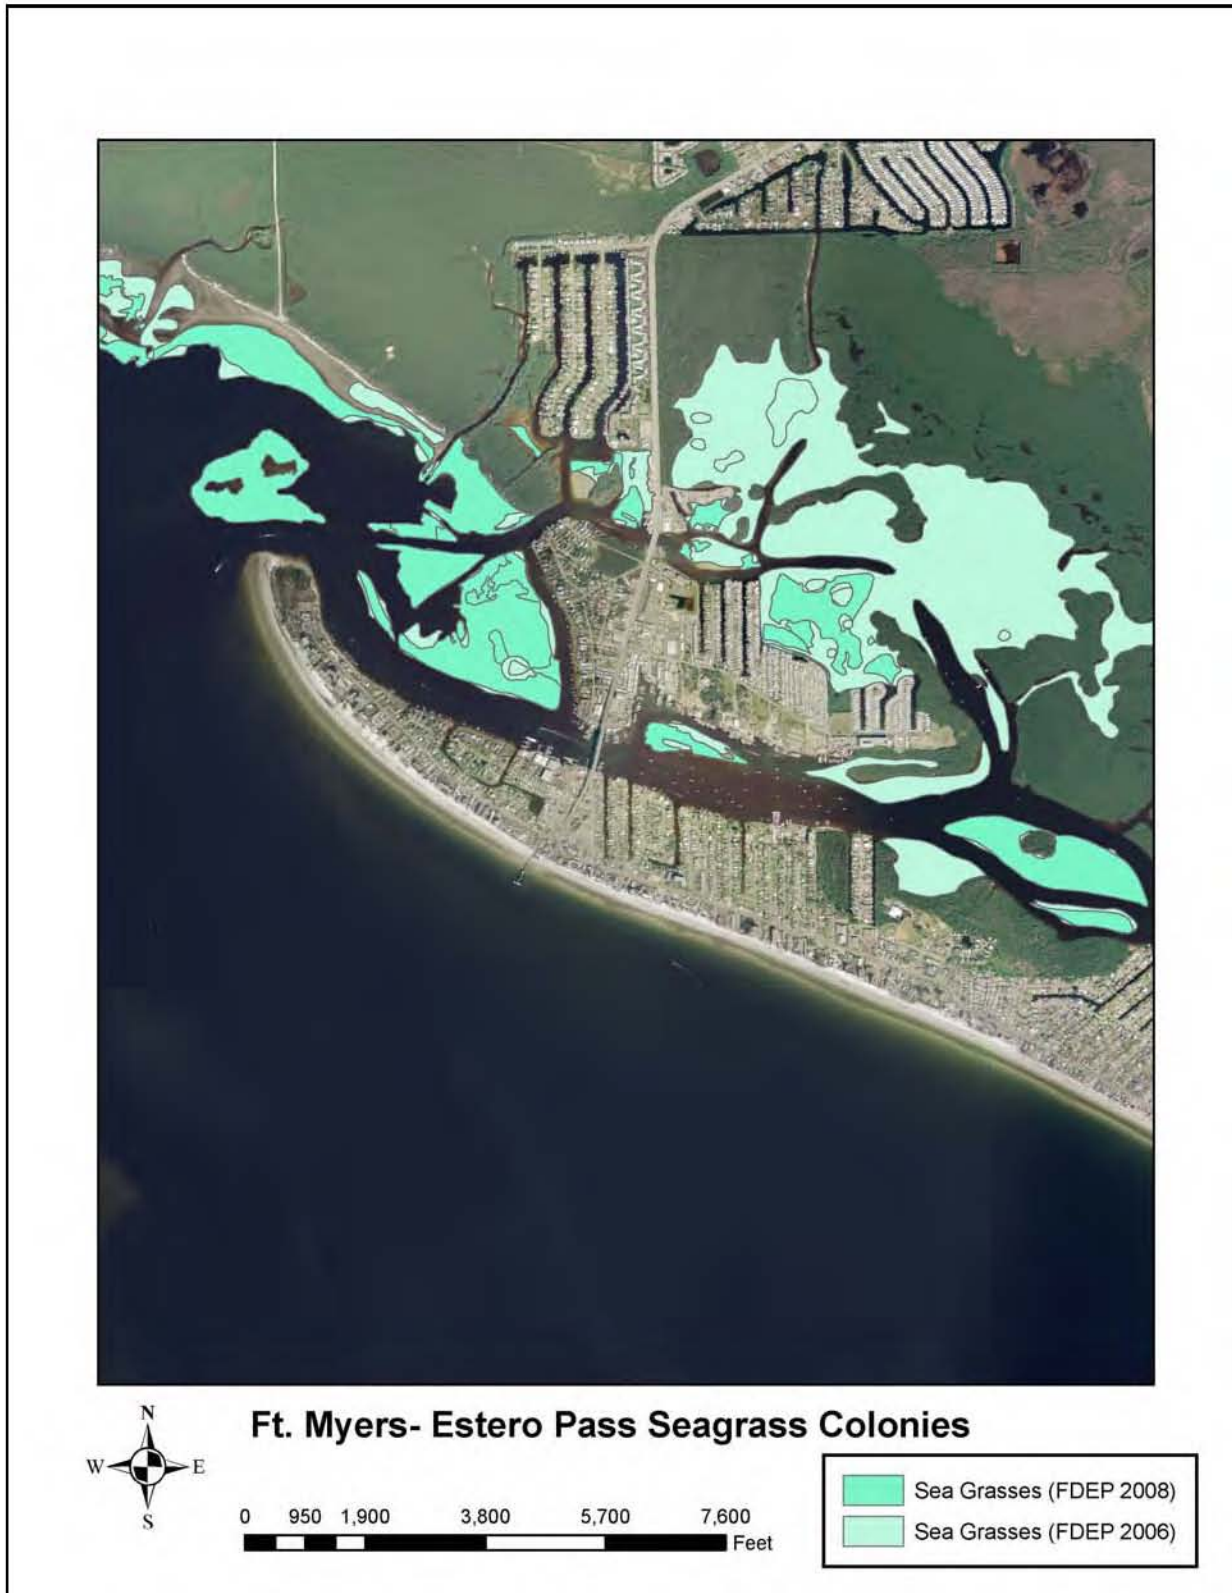 N
W E
S
Ft. Myers- Estero Pass Seagrass Colonies
0 950 1,900 3,800 5,700 7,600
Feet
Sea Grasses (FDEP 2008)
Sea Grasses (FDEP 2006)